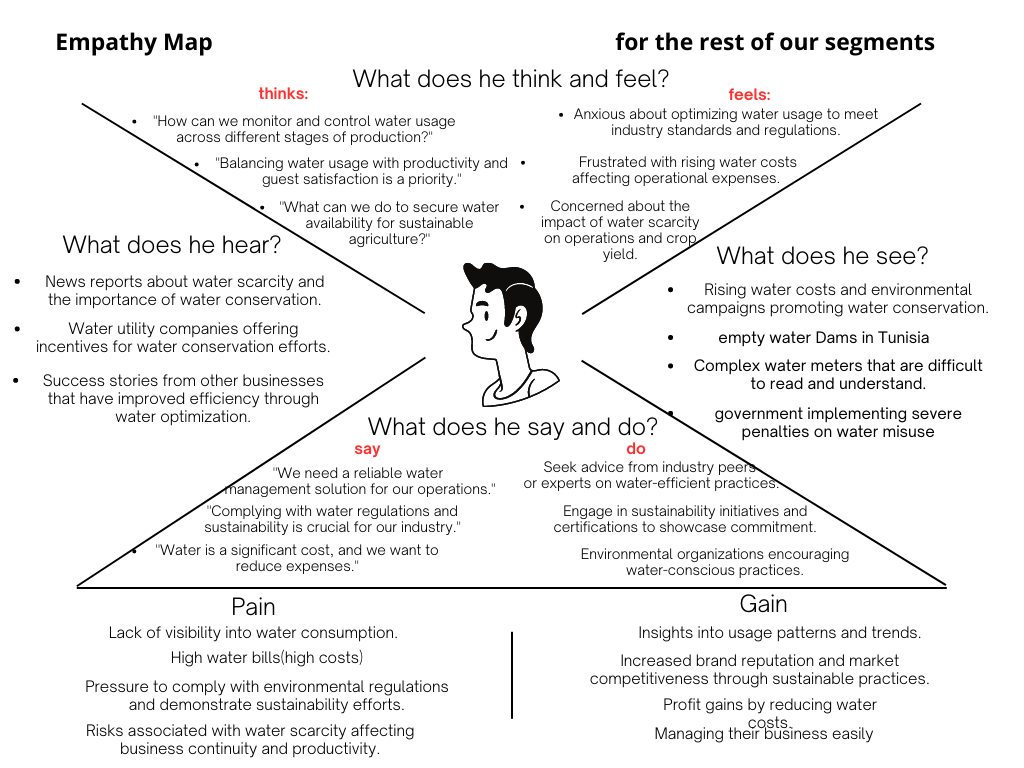 Empathy Map
for the rest of our segments
What does he think and feel?
thinks:
• "How can we monitor and control water usage
across different stages of production?"
• "Balancing water usage with productivity and
guest satisfaction is a priority."
• "What can we do to secure water
availability for sustainable
agriculture?"
feels:
• Anxious about optimizing water usage to meet
industry standards and regulations.
• Frustrated with rising water costs
affecting operational expenses.
• Concerned about the
impact of water scarcity
on operations and crop
yield.
What does he hear?
• News reports about water scarcity and
the importance of water conservation.
• Water utility companies offering
incentives for water conservation efforts.
• Success stories from other businesses
that have improved efficiency through
water optimization.
What does he see?
• Rising water costs and environmental
campaigns promoting water conservation.
• empty water Dams in Tunisia
• Complex water meters that are difficult
to read and understand.
• government implementing severe
penalties on water misuse
What does he say and do?
say
"We need a reliable water
management solution for our operations."
"Complying with water regulations and
sustainability is crucial for our industry."
• "Water is a significant cost, and we want to
reduce expenses."
do
Seek advice from industry peers
or experts on water-efficient practices.
Engage in sustainability initiatives and
certifications to showcase commitment.
Environmental organizations encouraging
water-conscious practices.
Pain
Lack of visibility into water consumption.
High water bills(high costs)
Pressure to comply with environmental regulations
and demonstrate sustainability efforts.
Risks associated with water scarcity affecting
business continuity and productivity.
Gain
Insights into usage patterns and trends.
Increased brand reputation and market
competitiveness through sustainable practices.
Profit gains by reducing water
costs.
Managing their business easily